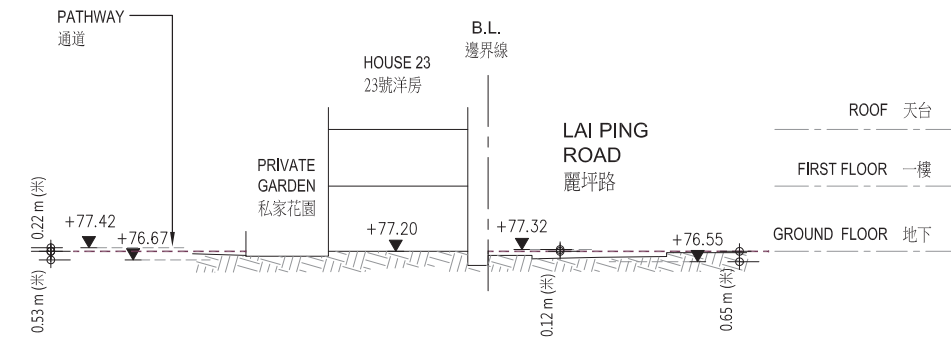 PATHWAY
通道
B.L.
邊界線
HOUSE 23
23號洋房
ROOF 天台
LAI PING
ROAD
麗坪路
PRIVATE
GARDEN
私家花園
FIRST FLOOR 一樓
0.22 m (米)
+77.42
+76.67
+77.20
+77.32
+76.55
GROUND FLOOR 地下
0.53 m (米)
0.12 m (米)
0.65 m (米)